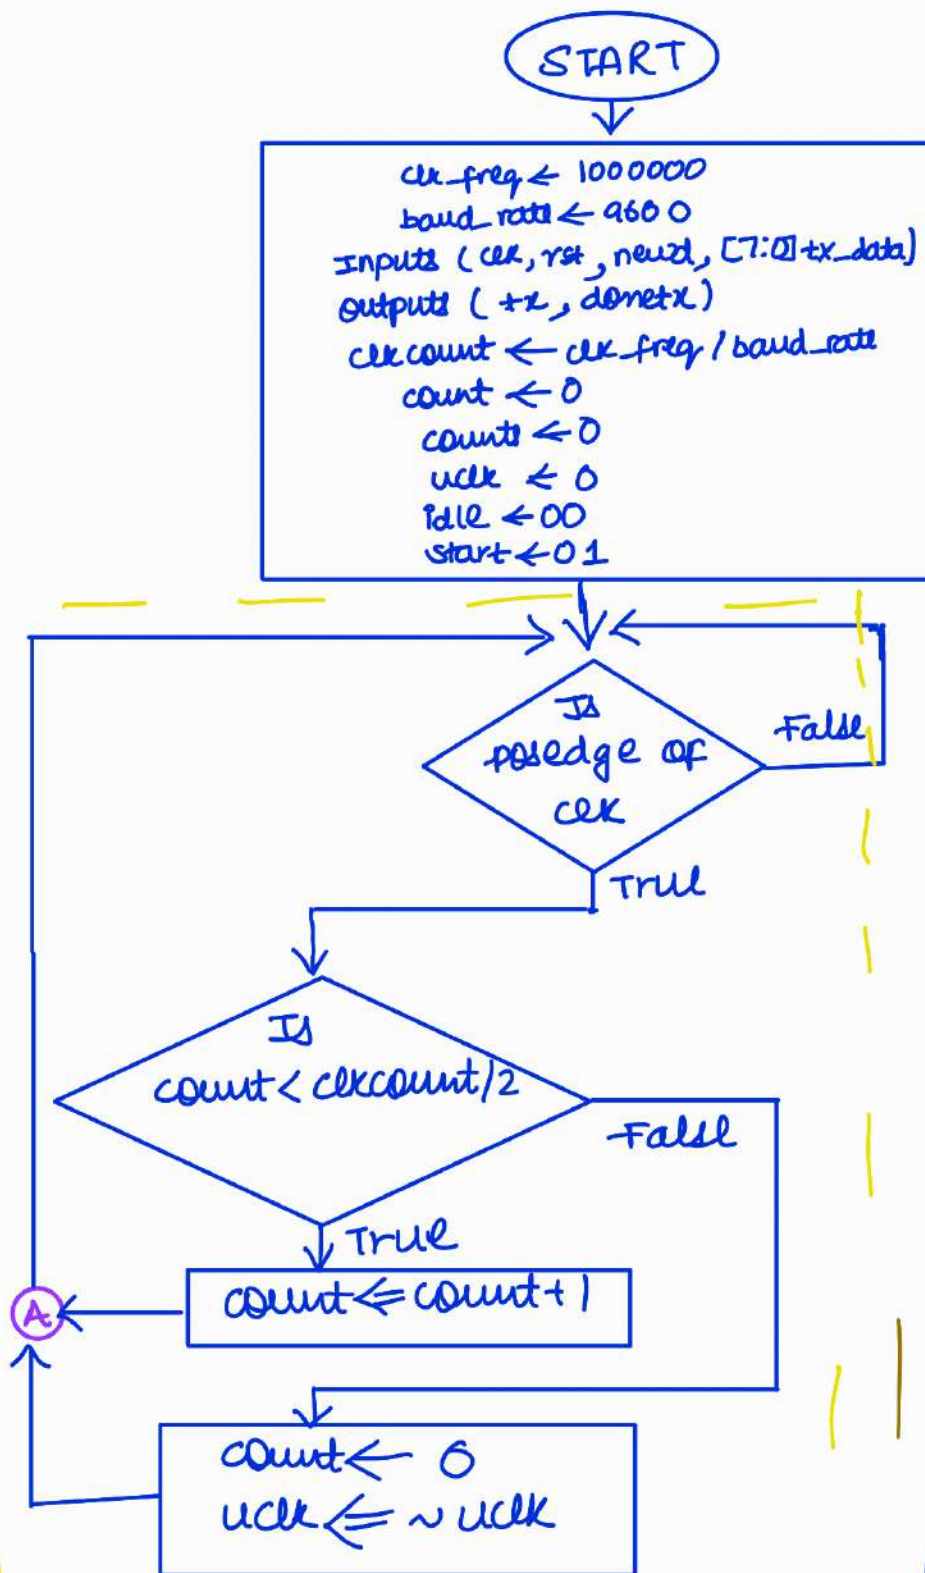 START
clk_freq ← 1000000
baud_rate ← 9600
Inputs (clk, rst, newd, [7:0] tx_data)
outputs (tx, donetx)
clkcount ← clk_freq / baud_rate
count ← 0
counts ← 0
uclk ← 0
idle ← 00
start ← 01
Is
posedge of
clk
False
True
Is
count < clkcount/2
False
True
count <= count + 1
A
count ← 0
uclk <= ~ uclk